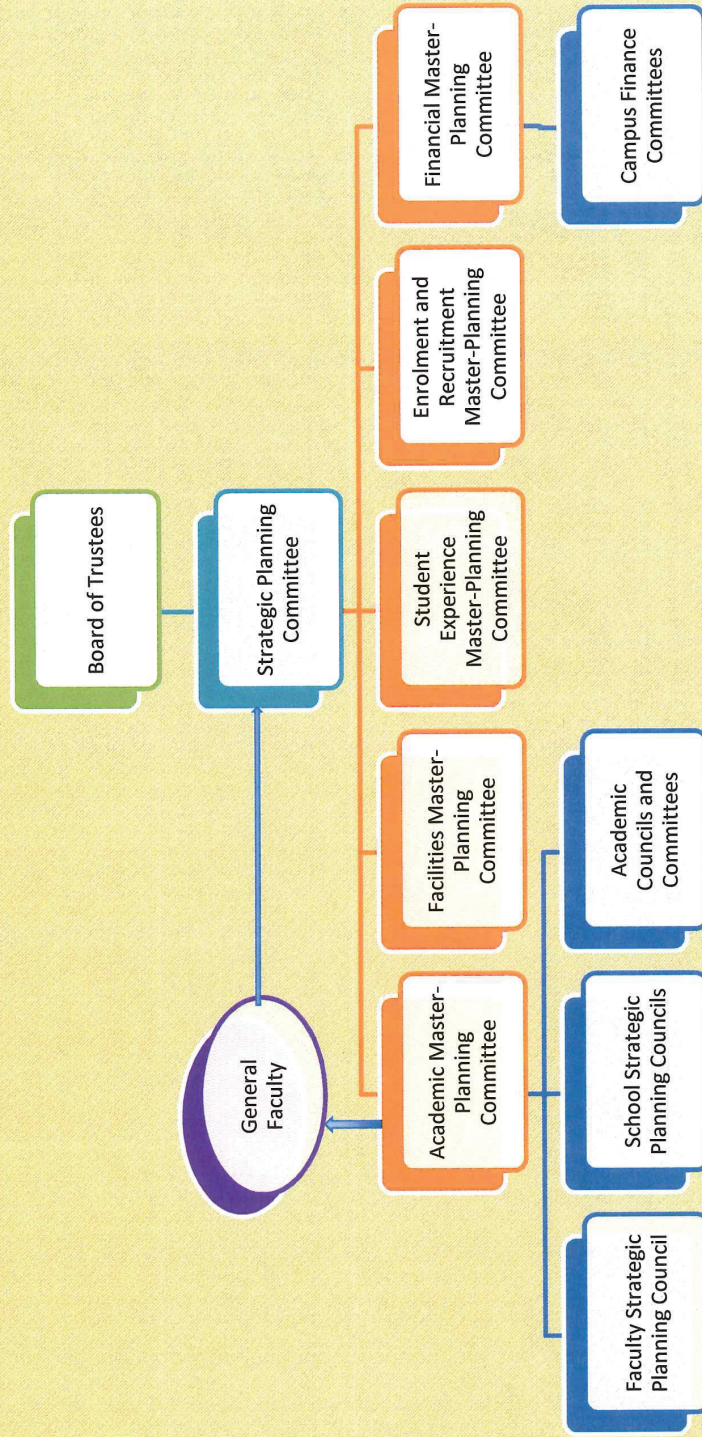 Board of Trustees
Strategic Planning
Committee
General
Faculty
Academic Master-
Planning
Committee
Facilities Master-
Planning
Committee
Student
Experience
Master-Planning
Committee
Enrolment and
Recruitment
Master-Planning
Committee
Financial Master-
Planning
Committee
Faculty Strategic
Planning Council
School Strategic
Planning Councils
Academic
Councils and
Committees
Campus Finance
Committees